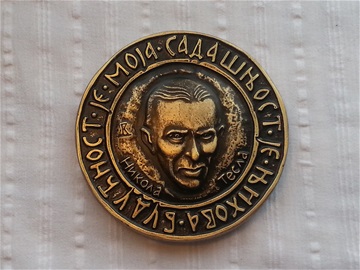 САДАШЊОСТ · ЈЕ · ЊИХОВА · БУДУЋНОСТ · ЈЕ · МОЈА ·
Никола Тесла